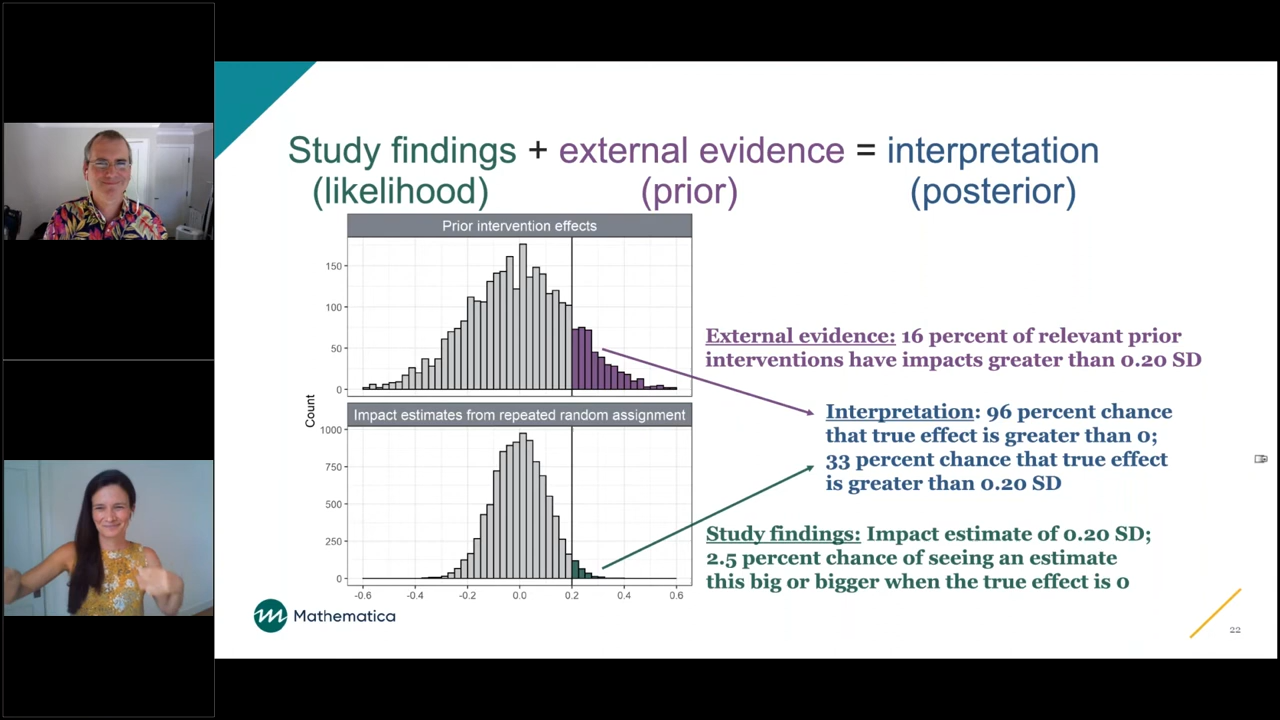 Study findings + external evidence = interpretation
(likelihood) (prior) (posterior)
Prior intervention effects
150
100
50
0
Impact estimates from repeated random assignment
1000
750
500
250
0
Count
-0.6 -0.4 -0.2 0.0 0.2 0.4 0.6
External evidence: 16 percent of relevant prior
interventions have impacts greater than 0.20 SD
Interpretation: 96 percent chance
that true effect is greater than 0;
33 percent chance that true effect
is greater than 0.20 SD
Study findings: Impact estimate of 0.20 SD;
2.5 percent chance of seeing an estimate
this big or bigger when the true effect is 0
Mathematica
22